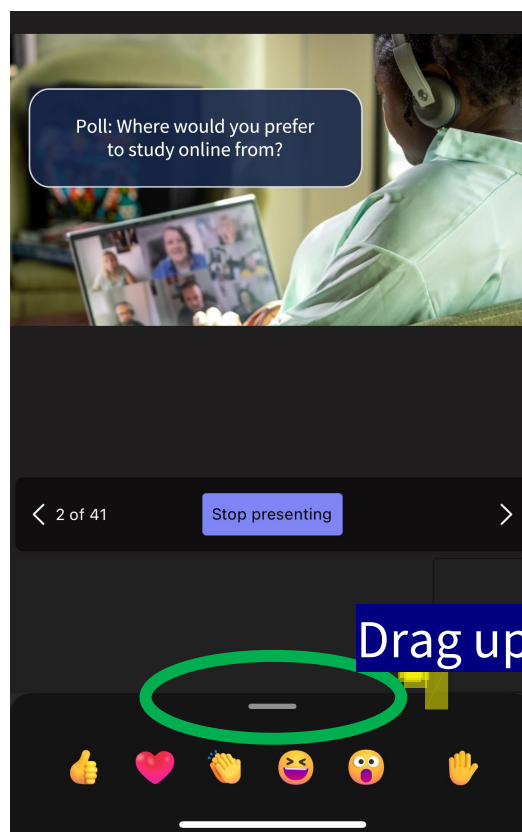 Poll: Where would you prefer
to study online from?
2 of 41
Stop presenting
Drag up